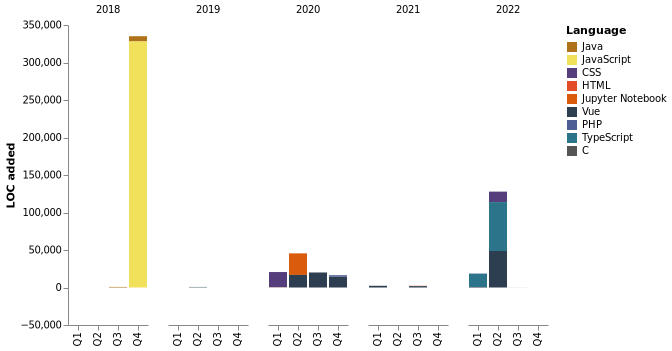 2018 2019 2020 2021 2022
LOC added
350,000
300,000
250,000
200,000
150,000
100,000
50,000
0
−50,000
Q1 Q2 Q3 Q4 Q1 Q2 Q3 Q4 Q1 Q2 Q3 Q4 Q1 Q2 Q3 Q4 Q1 Q2 Q3 Q4
Language
Java
JavaScript
CSS
HTML
Jupyter Notebook
Vue
PHP
TypeScript
C